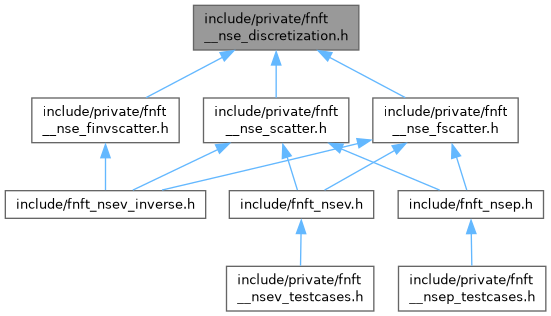 include/private/fnft
__nse_discretization.h
include/private/fnft
__nse_finvscatter.h
include/private/fnft
__nse_scatter.h
include/private/fnft
__nse_fscatter.h
include/fnft_nsev_inverse.h
include/fnft_nsev.h
include/fnft_nsep.h
include/private/fnft
__nsev_testcases.h
include/private/fnft
__nsep_testcases.h